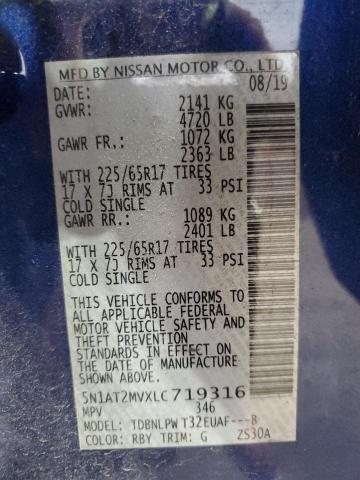 MFD BY NISSAN MOTOR CO., LTD.
DATE: 08/19
GVWR: 2141 KG
4720 LB
GAWR FR: 1072 KG
2363 LB
WITH 225/65R17 TIRES
17 X 7J RIMS AT 33 PSI
COLD SINGLE
GAWR RR: 1089 KG
2401 LB
WITH 225/65R17 TIRES
17 X 7J RIMS AT 33 PSI
COLD SINGLE
THIS VEHICLE CONFORMS TO
ALL APPLICABLE FEDERAL
MOTOR VEHICLE SAFETY AND
THEFT PREVENTION
STANDARDS IN EFFECT ON
THE DATE OF MANUFACTURE
SHOWN ABOVE.
5N1AT2MVXLC719316
MPV 346
MODEL: TDBNLPW T32EUAF---B
COLOR: RBY TRIM: G ZS30A